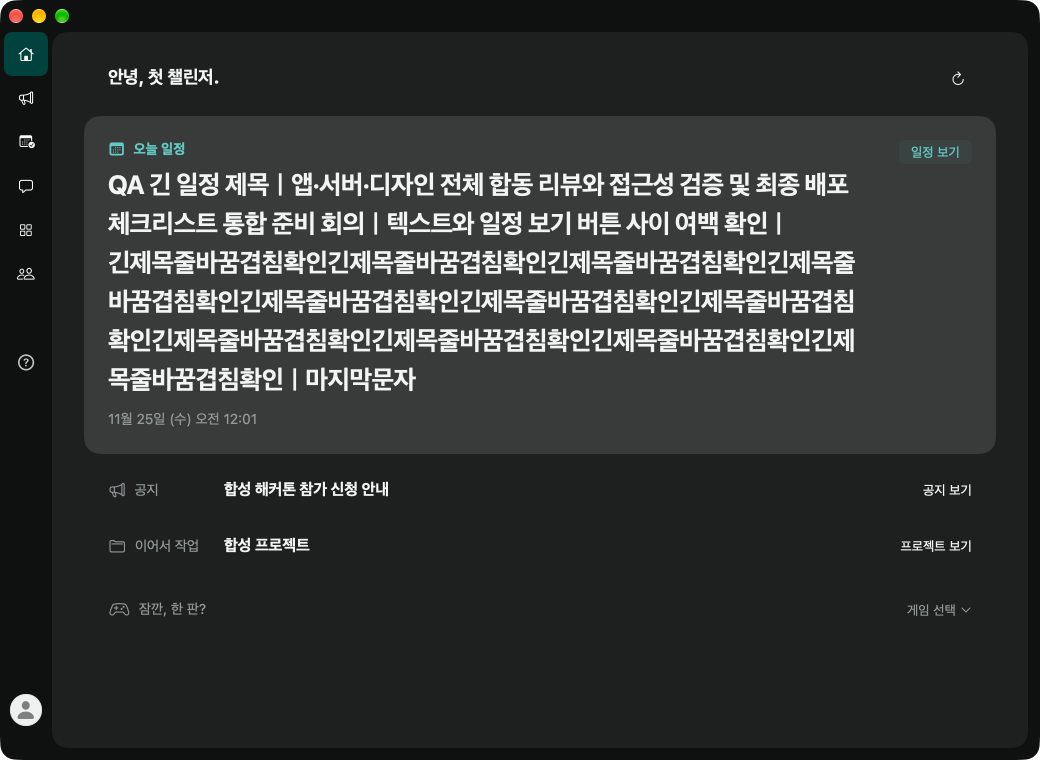 안녕, 첫 챌린저.
오늘 일정
일정 보기
QA 긴 일정 제목 | 앱·서버·디자인 전체 합동 리뷰와 접근성 검증 및 최종 배포
체크리스트 통합 준비 회의 | 텍스트와 일정 보기 버튼 사이 여백 확인 |
긴제목줄바꿈겹침확인긴제목줄바꿈겹침확인긴제목줄바꿈겹침확인긴제목줄
바꿈겹침확인긴제목줄바꿈겹침확인긴제목줄바꿈겹침확인긴제목줄바꿈겹침
확인긴제목줄바꿈겹침확인긴제목줄바꿈겹침확인긴제목줄바꿈겹침확인긴제
목줄바꿈겹침확인 | 마지막문자
11월 25일 (수) 오전 12:01
공지 합성 해커톤 참가 신청 안내 공지 보기
이어서 작업 합성 프로젝트 프로젝트 보기
잠깐, 한 판? 게임 선택